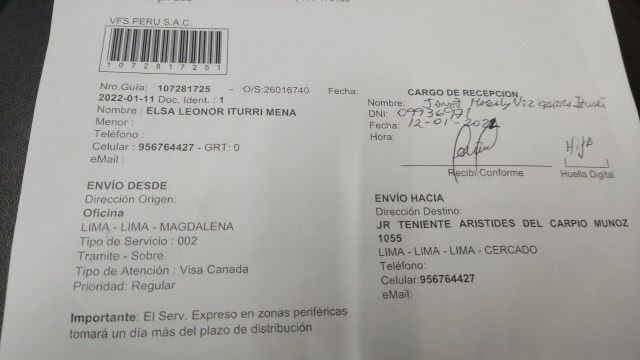 VFS PERU S.A.C.
107281725 1
Nro.Guía: 107281725 - O/S:26016740 Fecha:
2022-01-11 Doc. Ident. : 1
Nombre : ELSA LEONOR ITURRI MENA
Menor :
Teléfono :
Celular : 956764427 - GRT: 0
eMail :
CARGO DE RECEPCION
Nombre:
DNI: 09936971
Fecha: 12-01-2022
Hora:
Recibi Conforme
Hija
Huella Digital
ENVÍO DESDE
Dirección Origen:
Oficina
LIMA - LIMA - MAGDALENA
Tipo de Servicio : 002
Tramite - Sobre
Tipo de Atención : Visa Canada
Prioridad: Regular
ENVÍO HACIA
Dirección Destino:
JR TENIENTE ARISTIDES DEL CARPIO MUNOZ
1055
LIMA - LIMA - LIMA - CERCADO
Teléfono:
Celular:956764427
eMail:
Importante: El Serv. Expreso en zonas periféricas
tomará un día más del plazo de distribución